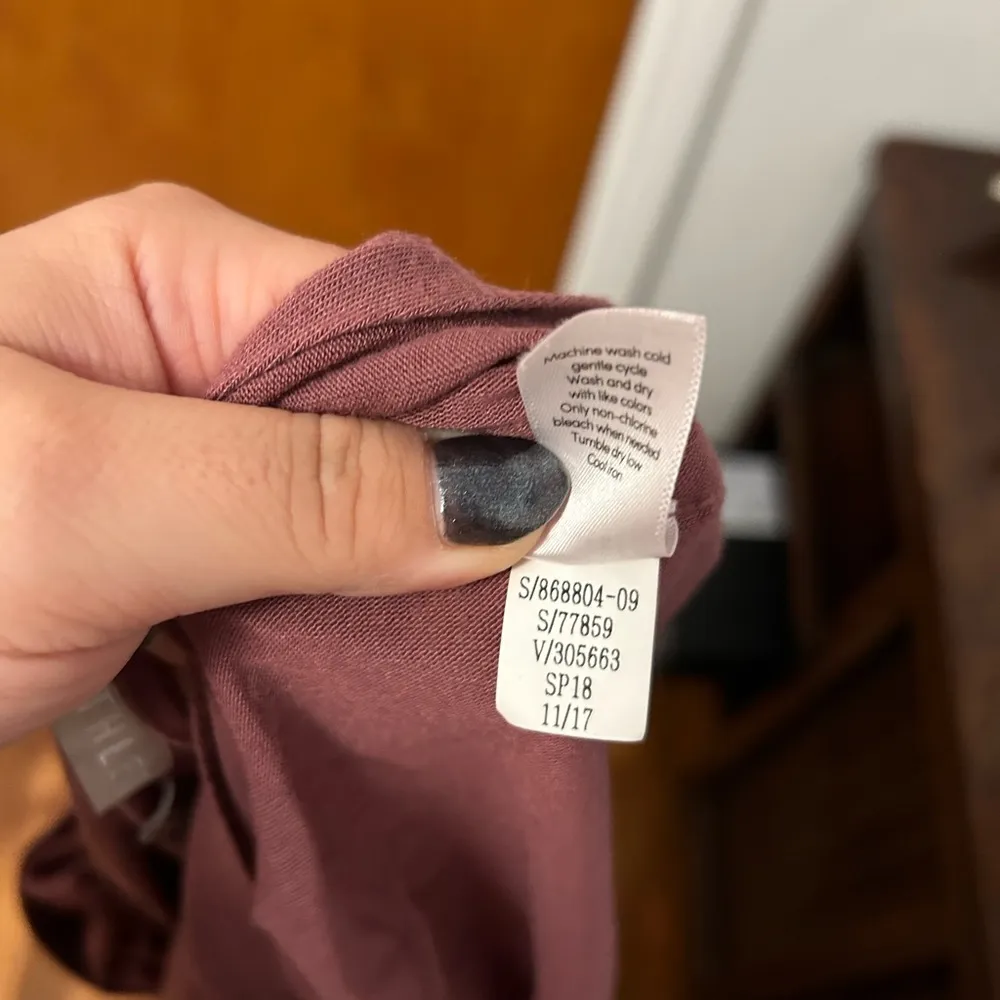 Machine wash cold
gentle cycle
Wash and dry
with like colors
Only non-chlorine
bleach when needed
Tumble dry low
Cool iron
S/868804-09
S/77859
V/305663
SP18
11/17